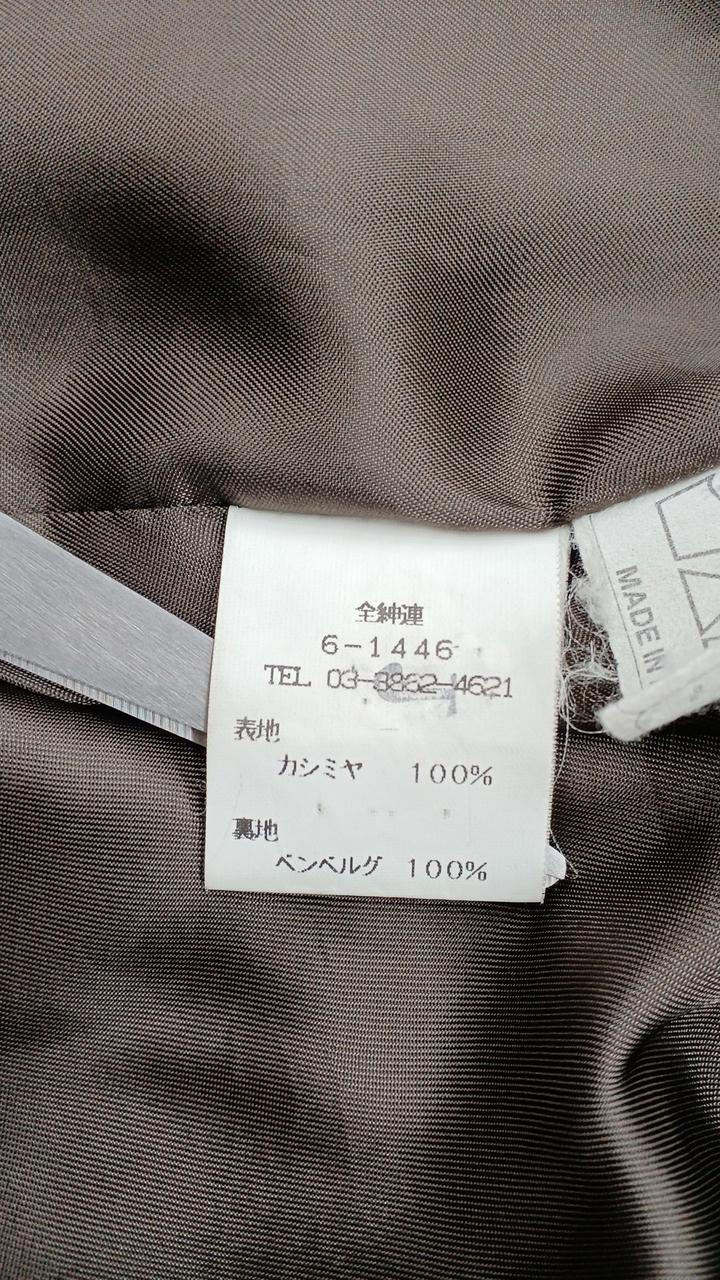 全紳連
6-1446
TEL 03-3862-4621
表地
カシミヤ 100%
裏地
ベンベルグ 100%
MADE IN